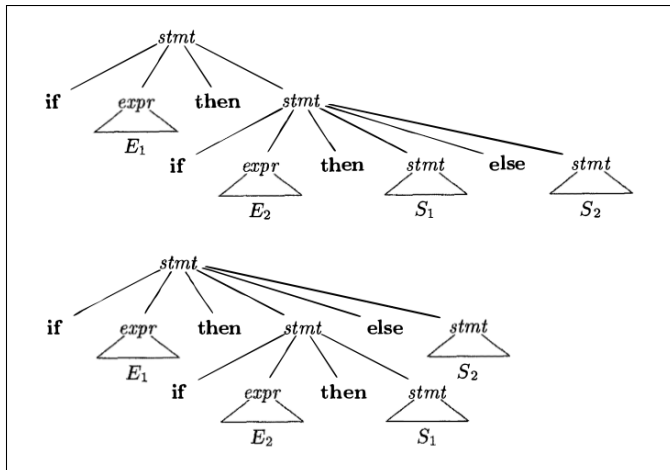 stmt
if expr then stmt
E₁
if expr then stmt else stmt
E₂ S₁ S₂
stmt
if expr then stmt else stmt
E₁ S₂
if expr then stmt
E₂ S₁